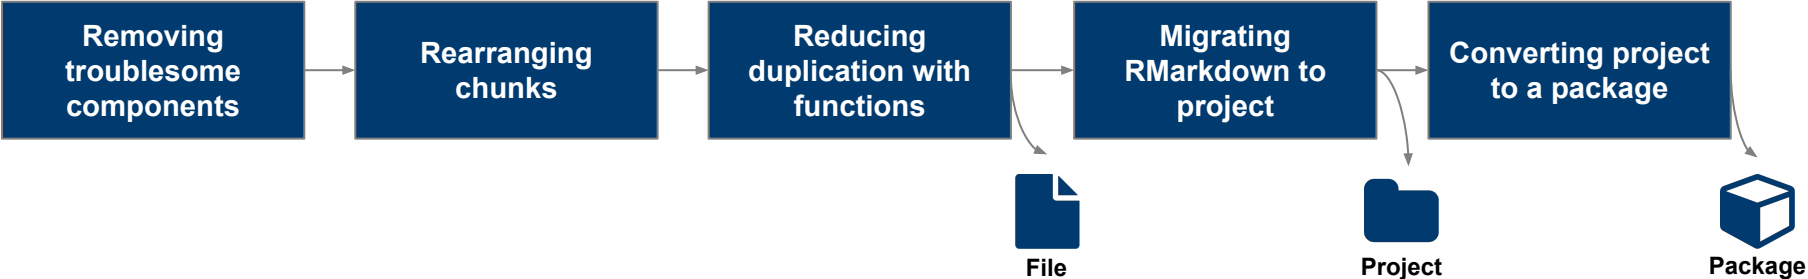 Removing
troublesome
components
Rearranging
chunks
Reducing
duplication with
functions
Migrating
RMarkdown to
project
Converting project
to a package
File
Project
Package